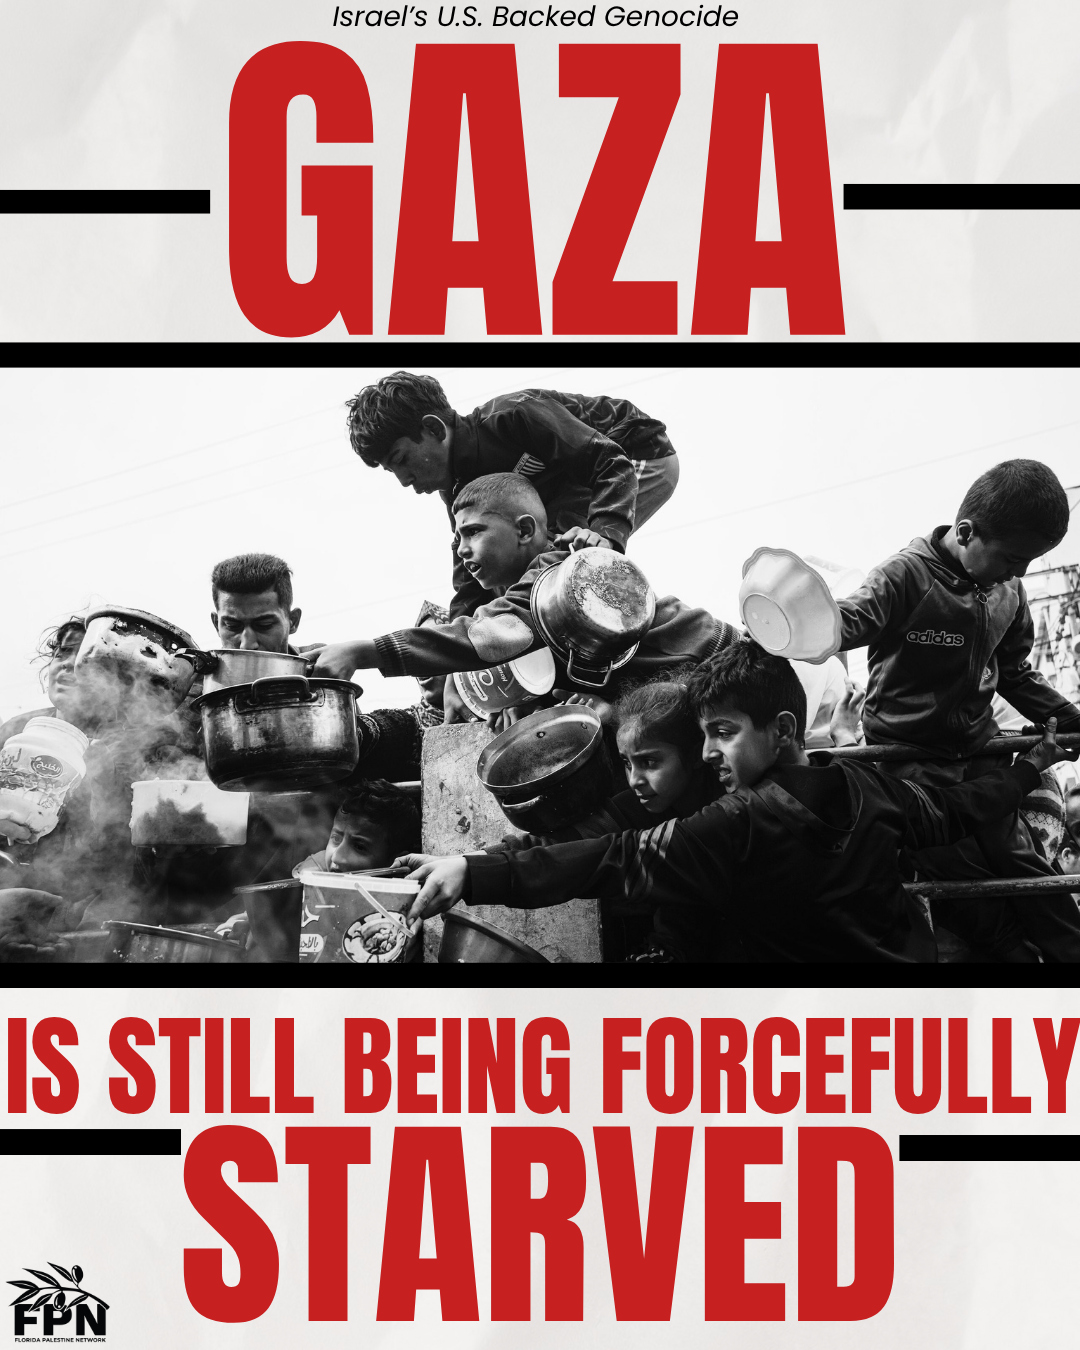 Israel’s U.S. Backed Genocide
GAZA
adidas
IS STILL BEING FORCEFULLY
STARVED
FPN
FLORIDA PALESTINE NETWORK